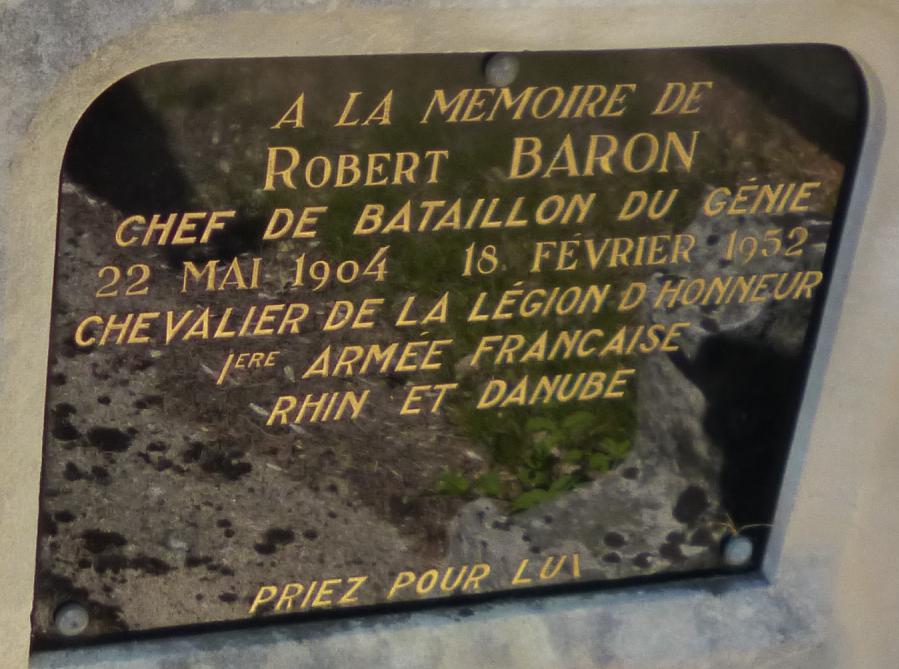 A LA MEMOIRE DE
ROBERT BARON
CHEF DE BATAILLON DU GÉNIE
22 MAI 1904 18 FÉVRIER 1952
CHEVALIER DE LA LÉGION D HONNEUR
1ERE ARMÉE FRANCAISE
RHIN ET DANUBE
PRIEZ POUR LUI